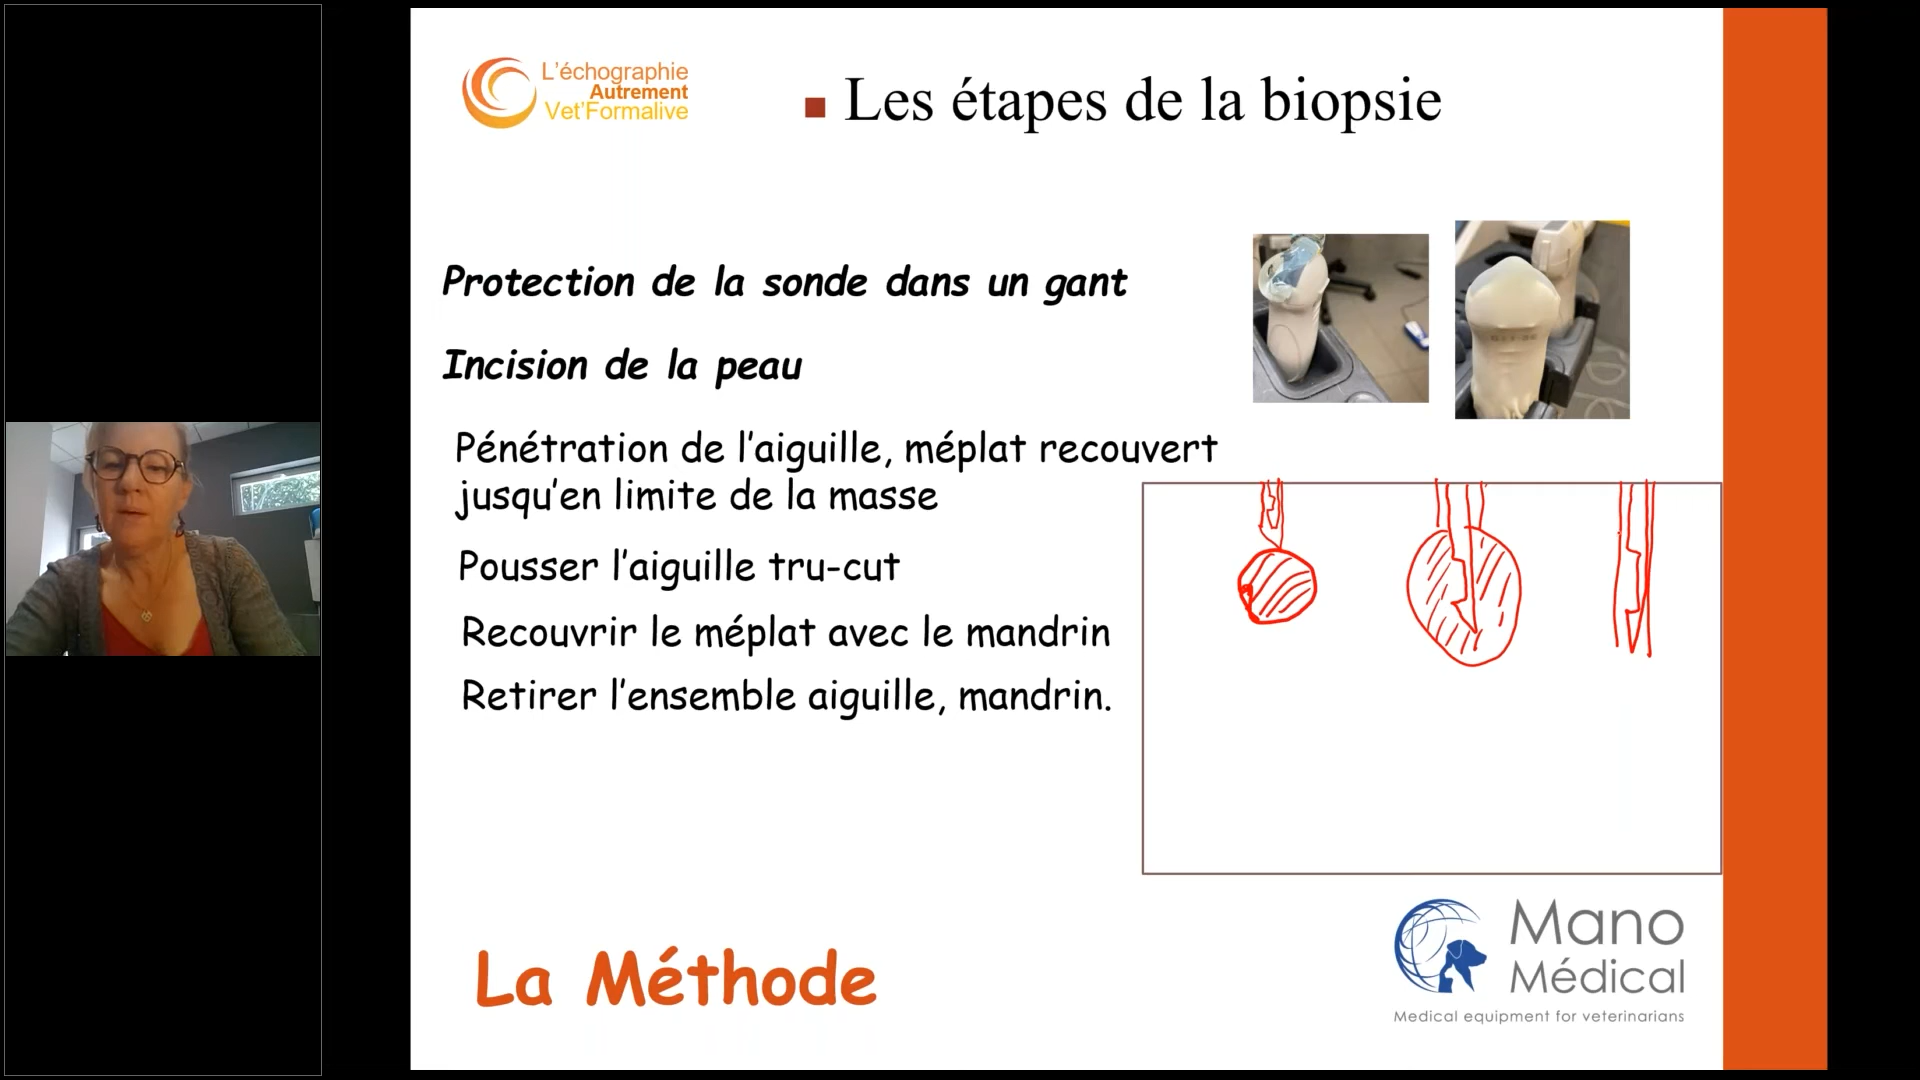 L'échographie
Autrement
Vet'Formalive
Les étapes de la biopsie
Protection de la sonde dans un gant
Incision de la peau
Pénétration de l'aiguille, méplat recouvert
jusqu'en limite de la masse
Pousser l'aiguille tru-cut
Recouvrir le méplat avec le mandrin
Retirer l'ensemble aiguille, mandrin.
La Méthode
Mano
Médical
Medical equipment for veterinarians